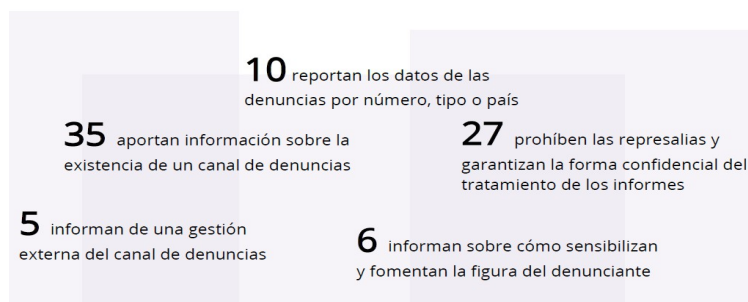 10 reportan los datos de las
denuncias por número, tipo o país
35 aportan información sobre la
existencia de un canal de denuncias
27 prohíben las represalias y
garantizan la forma confidencial del
tratamiento de los informes
5 informan de una gestión
externa del canal de denuncias
6 informan sobre cómo sensibilizan
y fomentan la figura del denunciante